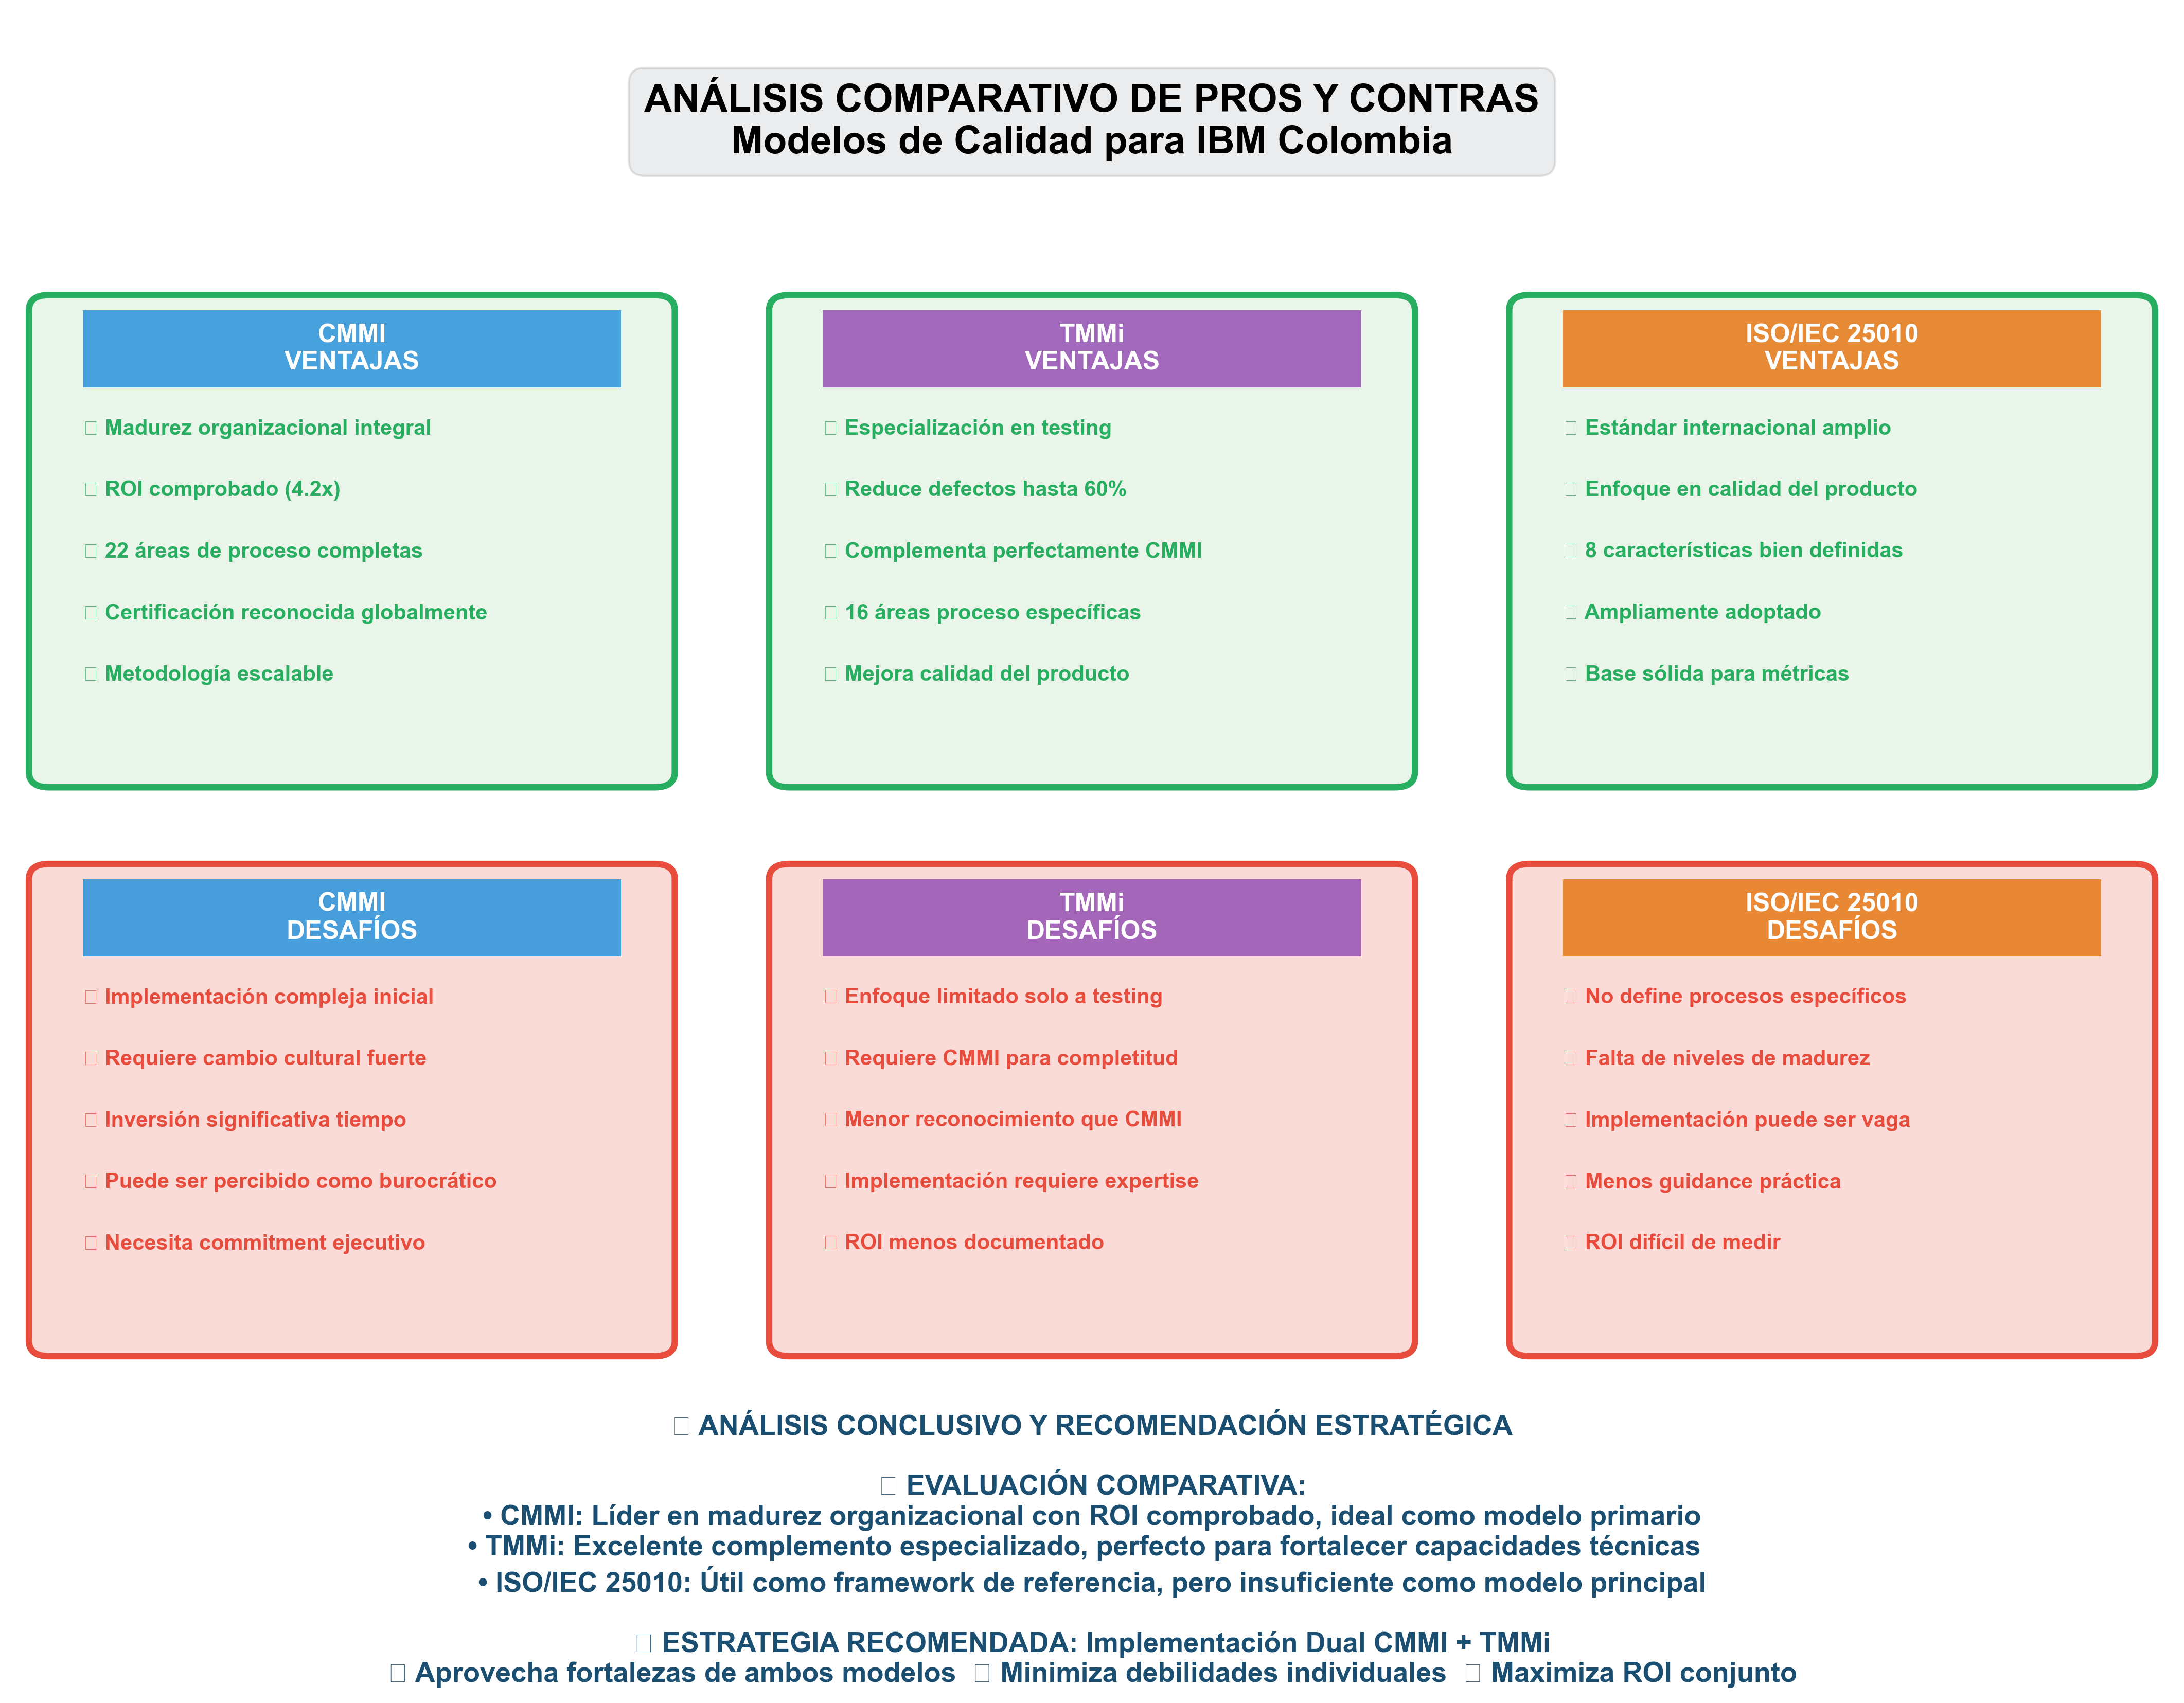 ANÁLISIS COMPARATIVO DE PROS Y CONTRAS
Modelos de Calidad para IBM Colombia
CMMI
VENTAJAS
▯ Madurez organizacional integral
▯ ROI comprobado (4.2x)
▯ 22 áreas de proceso completas
▯ Certificación reconocida globalmente
▯ Metodología escalable
TMMi
VENTAJAS
▯ Especialización en testing
▯ Reduce defectos hasta 60%
▯ Complementa perfectamente CMMI
▯ 16 áreas proceso específicas
▯ Mejora calidad del producto
ISO/IEC 25010
VENTAJAS
▯ Estándar internacional amplio
▯ Enfoque en calidad del producto
▯ 8 características bien definidas
▯ Ampliamente adoptado
▯ Base sólida para métricas
CMMI
DESAFÍOS
▯ Implementación compleja inicial
▯ Requiere cambio cultural fuerte
▯ Inversión significativa tiempo
▯ Puede ser percibido como burocrático
▯ Necesita commitment ejecutivo
TMMi
DESAFÍOS
▯ Enfoque limitado solo a testing
▯ Requiere CMMI para completitud
▯ Menor reconocimiento que CMMI
▯ Implementación requiere expertise
▯ ROI menos documentado
ISO/IEC 25010
DESAFÍOS
▯ No define procesos específicos
▯ Falta de niveles de madurez
▯ Implementación puede ser vaga
▯ Menos guidance práctica
▯ ROI difícil de medir
▯ ANÁLISIS CONCLUSIVO Y RECOMENDACIÓN ESTRATÉGICA
▯ EVALUACIÓN COMPARATIVA:
• CMMI: Líder en madurez organizacional con ROI comprobado, ideal como modelo primario
• TMMi: Excelente complemento especializado, perfecto para fortalecer capacidades técnicas
• ISO/IEC 25010: Útil como framework de referencia, pero insuficiente como modelo principal
▯ ESTRATEGIA RECOMENDADA: Implementación Dual CMMI + TMMi
▯ Aprovecha fortalezas de ambos modelos ▯ Minimiza debilidades individuales ▯ Maximiza ROI conjunto